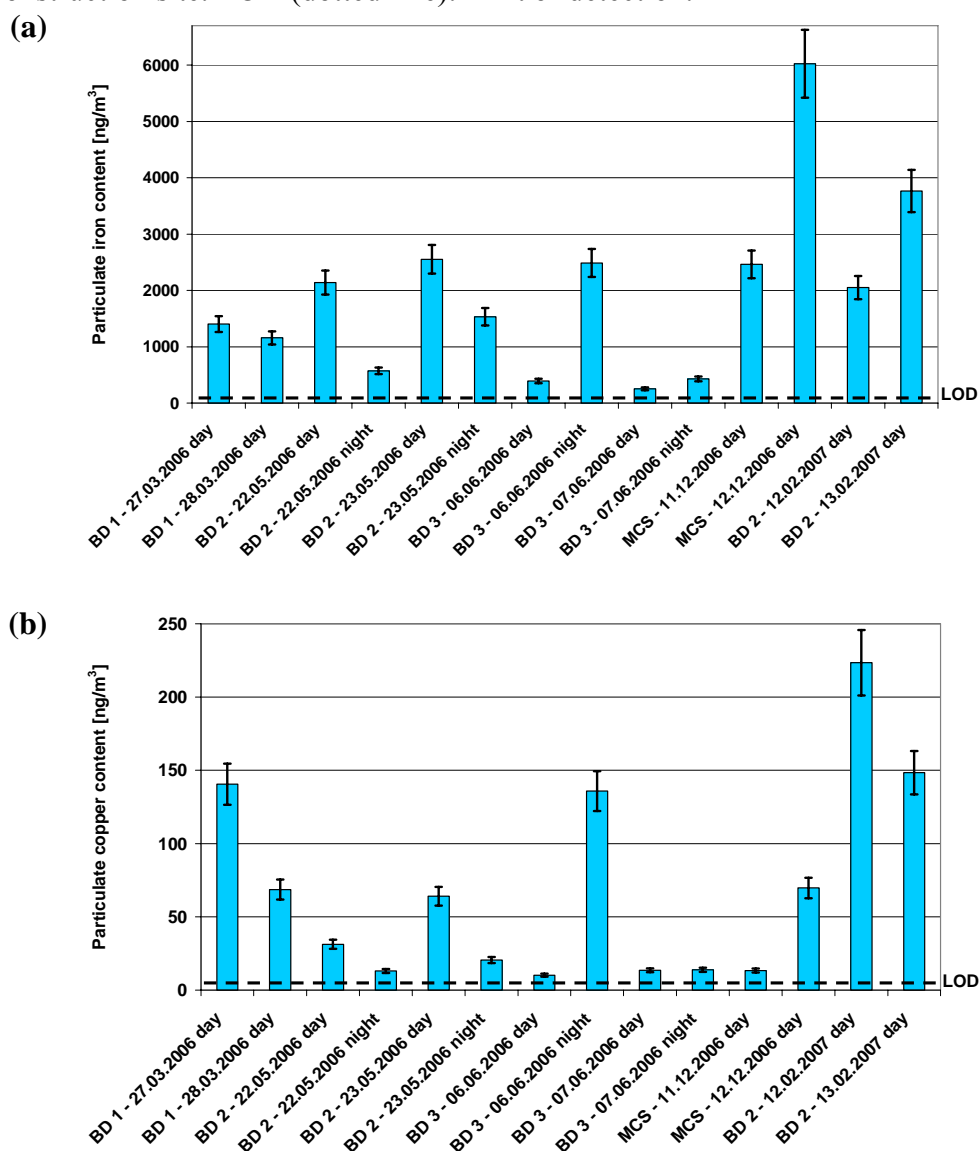 (a)
6000
5000
4000
3000
2000
1000
0
Particulate iron content [ng/m³]
LOD
BD 1 - 27.03.2006 day
BD 1 - 28.03.2006 day
BD 2 - 22.05.2006 day
BD 2 - 22.05.2006 night
BD 2 - 23.05.2006 day
BD 2 - 23.05.2006 night
BD 3 - 06.06.2006 day
BD 3 - 06.06.2006 night
BD 3 - 07.06.2006 day
BD 3 - 07.06.2006 night
MCS - 11.12.2006 day
MCS - 12.12.2006 day
BD 2 - 12.02.2007 day
BD 2 - 13.02.2007 day
(b)
250
200
150
100
50
0
Particulate copper content [ng/m³]
LOD
BD 1 - 27.03.2006 day
BD 1 - 28.03.2006 day
BD 2 - 22.05.2006 day
BD 2 - 22.05.2006 night
BD 2 - 23.05.2006 day
BD 2 - 23.05.2006 night
BD 3 - 06.06.2006 day
BD 3 - 06.06.2006 night
BD 3 - 07.06.2006 day
BD 3 - 07.06.2006 night
MCS - 11.12.2006 day
MCS - 12.12.2006 day
BD 2 - 12.02.2007 day
BD 2 - 13.02.2007 day